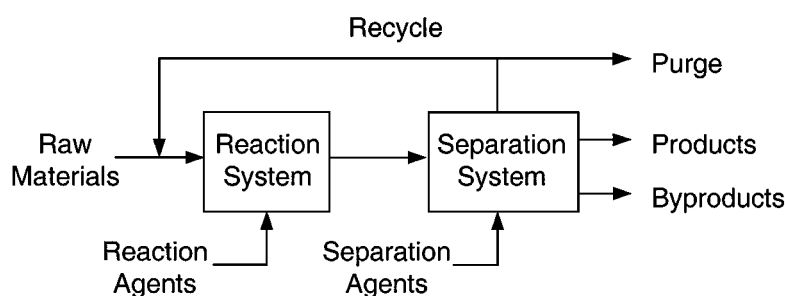 Recycle
Purge
Raw
Materials
Reaction
System
Separation
System
Products
Byproducts
Reaction
Agents
Separation
Agents